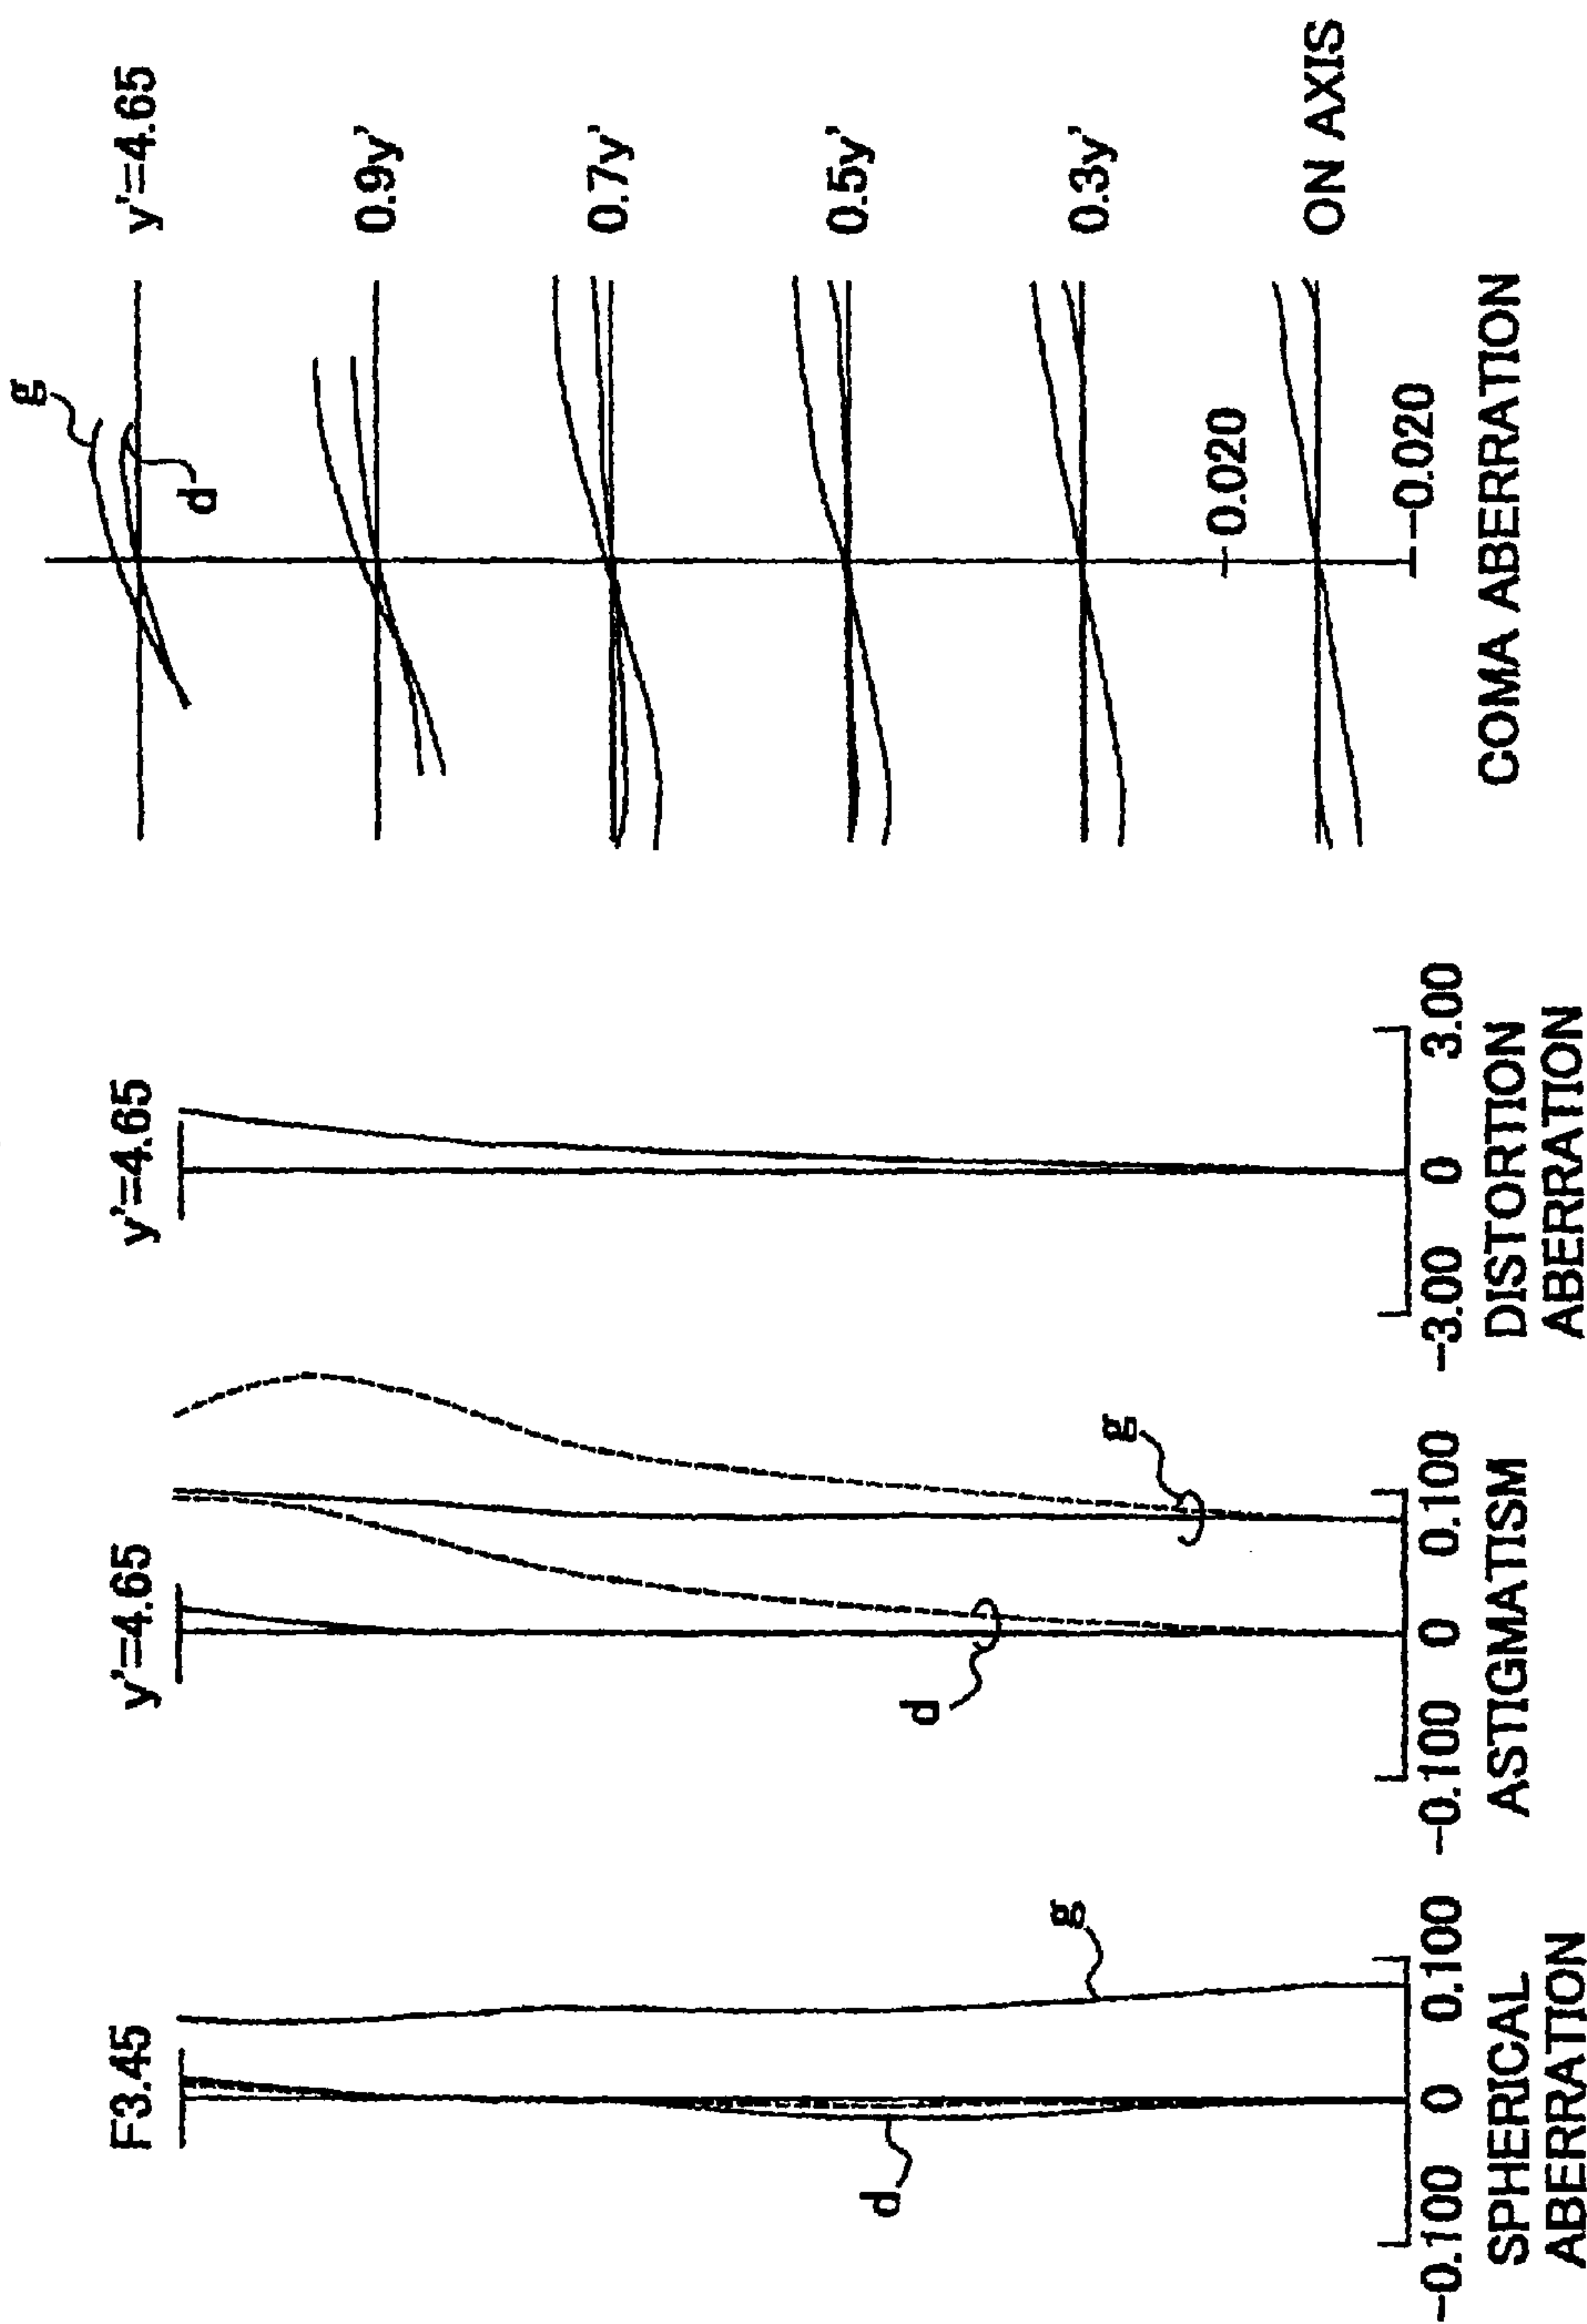 F3.45
d
g
-0.100 0 0.100
SPHERICAL
ABERRATION
y'=4.65
d
g
-0.100 0 0.100
ASTIGMATISM
y'=4.65
-3.00 0 3.00
DISTORTION
ABERRATION
g
d
y'=4.65
0.9y'
0.7y'
0.5y'
0.3y'
0.020
ON AXIS
-0.020
COMA ABERRATION